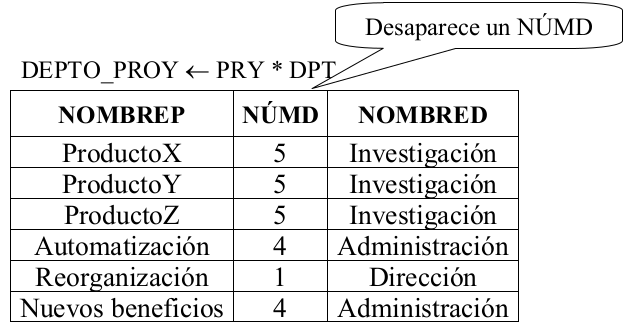 Desaparece un NÚMD
DEPTO_PROY ← PRY * DPT
NOMBREP NÚMD NOMBRED
ProductoX 5 Investigación
ProductoY 5 Investigación
ProductoZ 5 Investigación
Automatización 4 Administración
Reorganización 1 Dirección
Nuevos beneficios 4 Administración